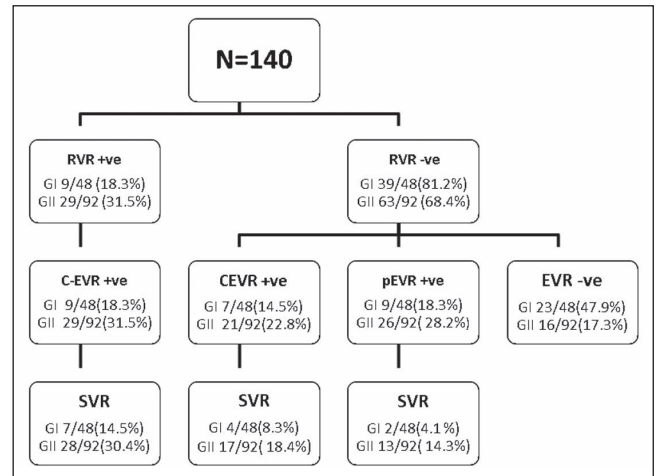 N=140
RVR +ve
GI 9/48 (18.3%)
GII 29/92 (31.5%)
RVR -ve
GI 39/48(81.2%)
GII 63/92 (68.4%)
C-EVR +ve
GI 9/48(18.3%)
GII 29/92(31.5%)
CEVR +ve
GI 7/48(14.5%)
GII 21/92(22.8%)
pEVR +ve
GI 9/48(18.3%)
GII 26/92( 28.2%)
EVR -ve
GI 23/48(47.9%)
GII 16/92(17.3%)
SVR
GI 7/48(14.5%)
GII 28/92(30.4%)
SVR
GI 4/48(8.3%)
GII 17/92( 18.4%)
SVR
GI 2/48(4.1%)
GII 13/92( 14.3%)